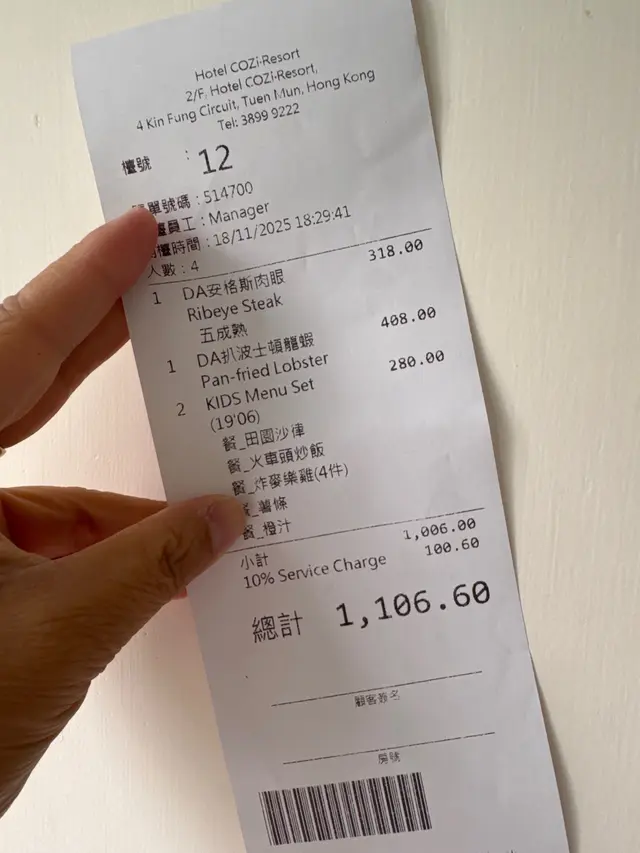 Hotel COZi·Resort
2/F, Hotel COZi·Resort,
4 Kin Fung Circuit, Tuen Mun, Hong Kong
Tel: 3899 9222
檯號 : 12
單號碼 : 514700
檯員工 : Manager
檯時間 : 18/11/2025 18:29:41
人數 : 4
1 DA安格斯肉眼 318.00
Ribeye Steak
五成熟
1 DA扒波士頓龍蝦 408.00
Pan-fried Lobster
2 KIDS Menu Set 280.00
(19'06)
餐_田園沙律
餐_火車頭炒飯
餐_炸麥樂雞(4件)
餐_薯條
餐_橙汁
小計 1,006.00
10% Service Charge 100.60
總計 1,106.60
顧客簽名
房號